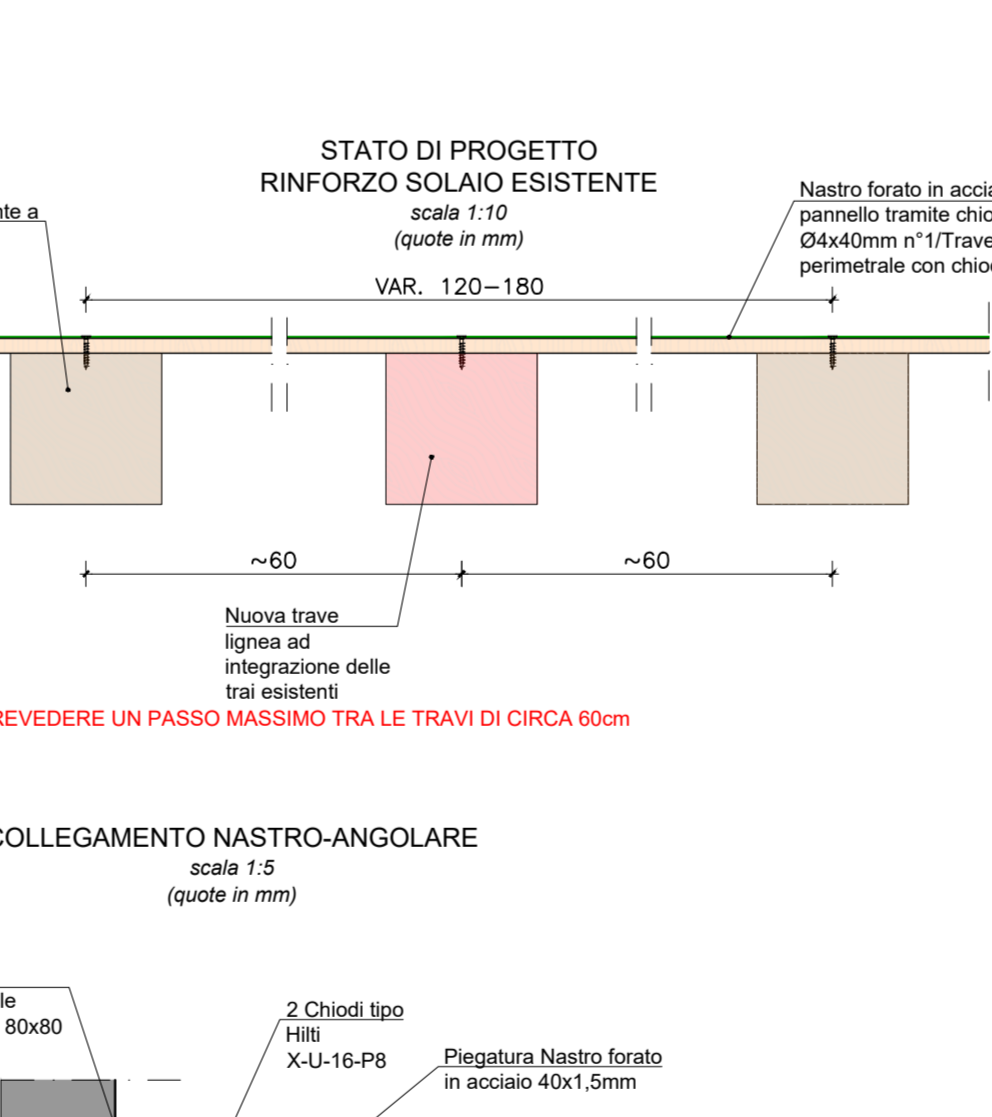 STATO DI PROGETTO
RINFORZO SOLAIO ESISTENTE
scala 1:10
(quote in mm)
nte a
Nastro forato in accia
pannello tramite chio
Ø4x40mm n°1/Trave
perimetrale con chioc
VAR. 120-180
~60
~60
Nuova trave
lignea ad
integrazione delle
trai esistenti
REVEDERE UN PASSO MASSIMO TRA LE TRAVI DI CIRCA 60cm
COLLEGAMENTO NASTRO-ANGOLARE
scala 1:5
(quote in mm)
le
80x80
2 Chiodi tipo
Hilti
X-U-16-P8
Piegatura Nastro forato
in acciaio 40x1,5mm